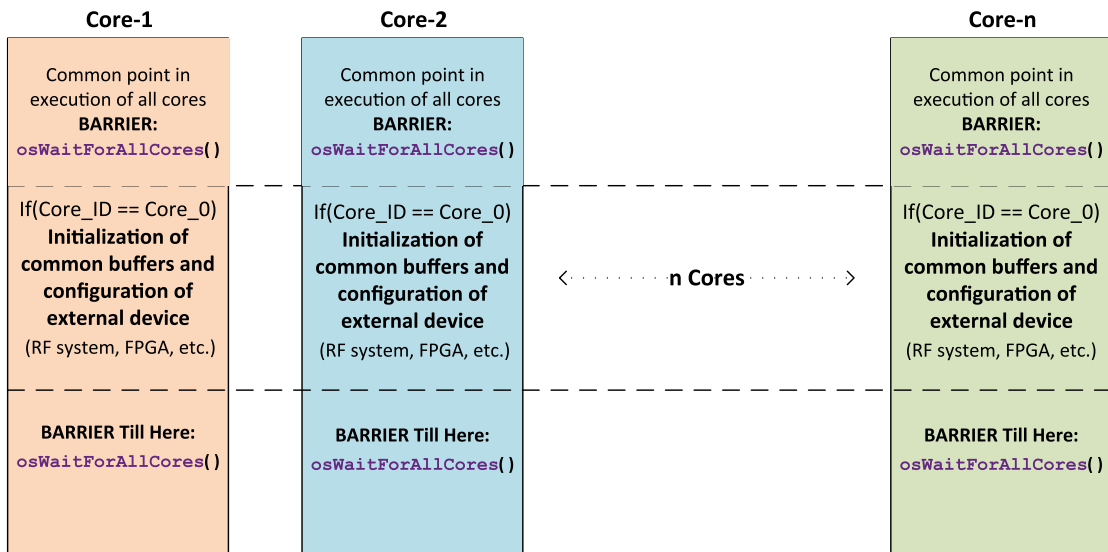 Core-1
Common point in
execution of all cores
BARRIER:
osWaitForAllCores()
If(Core_ID == Core_0)
Initialization of
common buffers and
configuration of
external device
(RF system, FPGA, etc.)
BARRIER Till Here:
osWaitForAllCores()
Core-2
Common point in
execution of all cores
BARRIER:
osWaitForAllCores()
If(Core_ID == Core_0)
Initialization of
common buffers and
configuration of
external device
(RF system, FPGA, etc.)
BARRIER Till Here:
osWaitForAllCores()
n Cores
Core-n
Common point in
execution of all cores
BARRIER:
osWaitForAllCores()
If(Core_ID == Core_0)
Initialization of
common buffers and
configuration of
external device
(RF system, FPGA, etc.)
BARRIER Till Here:
osWaitForAllCores()